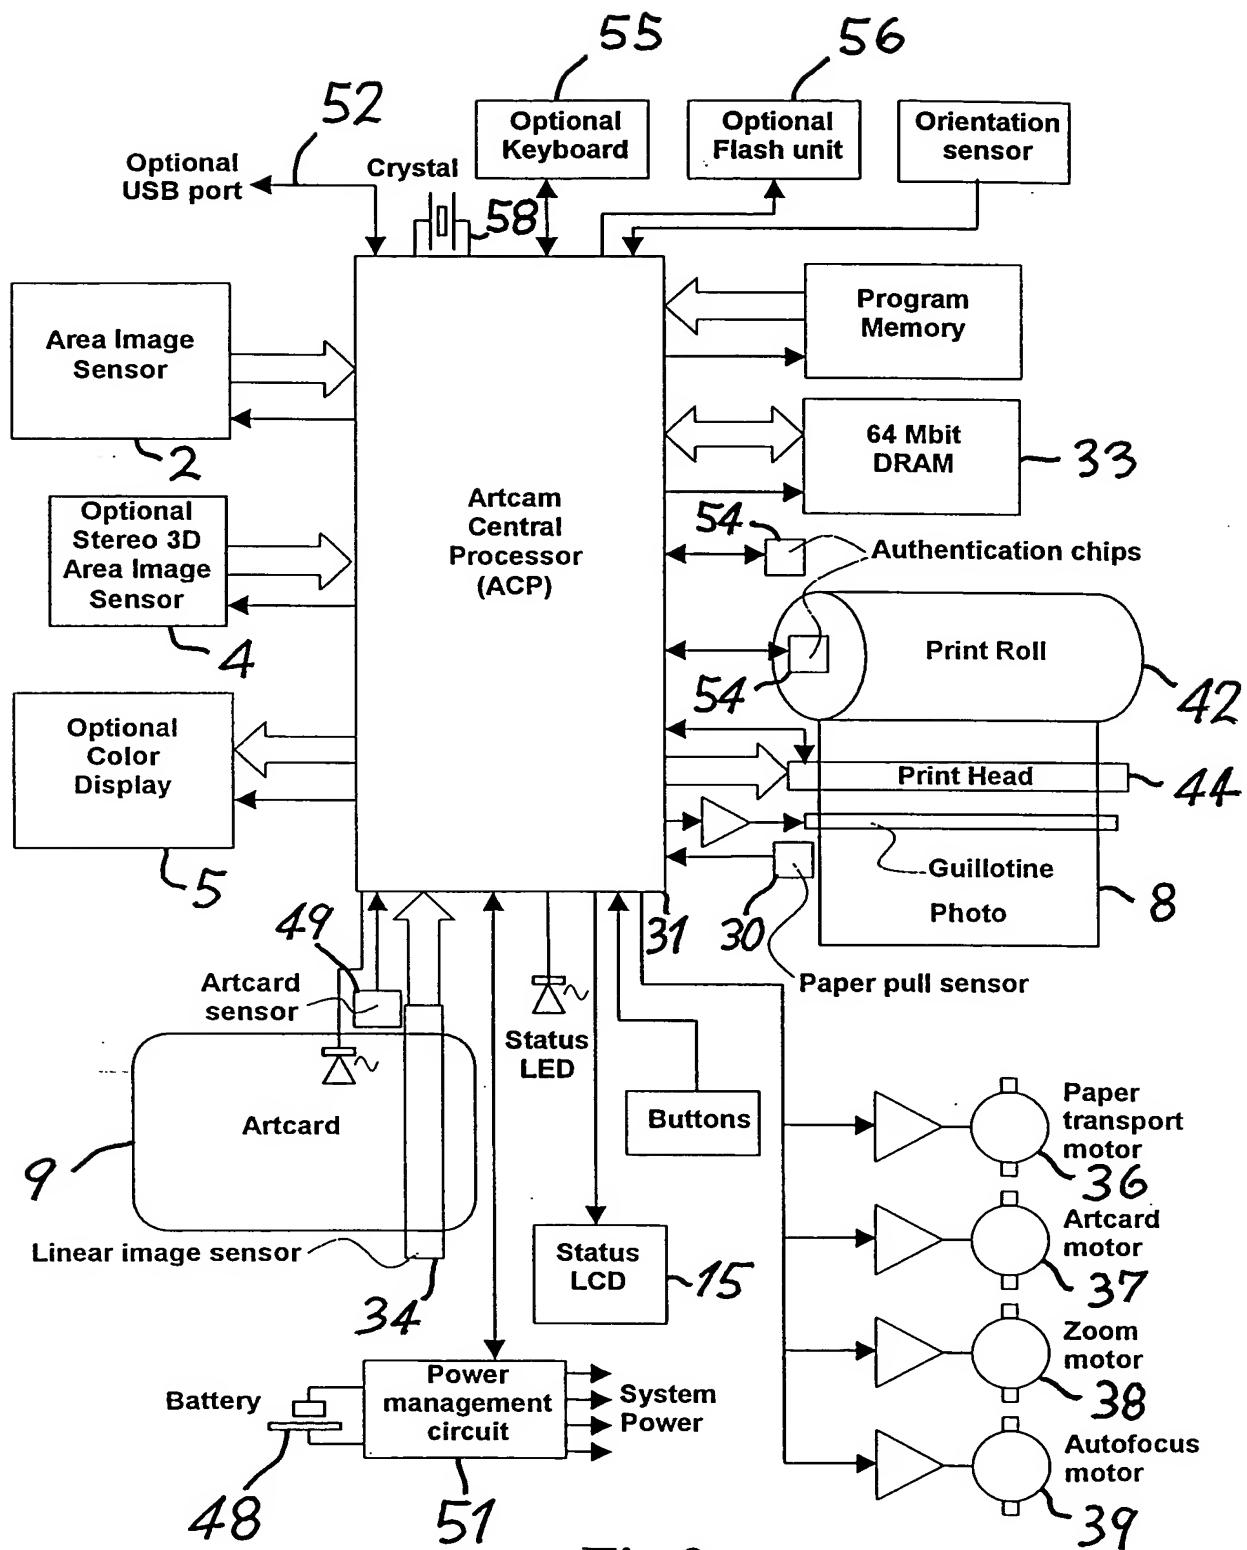 55
56
52
Optional
USB port
Crystal
58
Optional
Keyboard
Optional
Flash unit
Orientation
sensor
Area Image
Sensor
2
Program
Memory
64 Mbit
DRAM
33
Optional
Stereo 3D
Area Image
Sensor
4
Artcam
Central
Processor
(ACP)
54
Authentication chips
Print Roll
54
42
Optional
Color
Display
5
Print Head
44
Guillotine
8
Photo
31
30
Paper pull sensor
49
Artcard
sensor
Status
LED
Artcard
9
Buttons
Linear image sensor
34
Status
LCD
15
Paper
transport
motor
36
Artcard
motor
37
Zoom
motor
38
Autofocus
motor
39
Battery
48
Power
management
circuit
51
System
Power